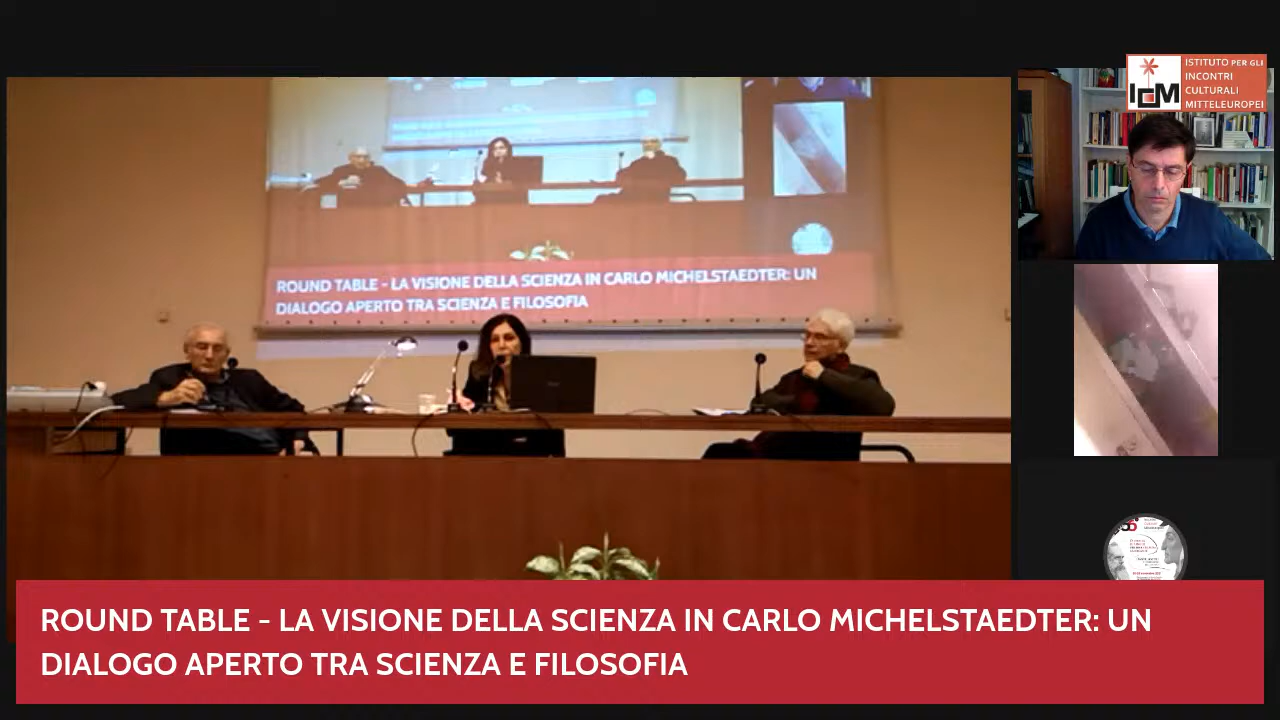 ISTITUTO PER GLI
INCONTRI
CULTURALI
MITTELEUROPEI
ICM
ROUND TABLE - LA VISIONE DELLA SCIENZA IN CARLO MICHELSTAEDTER: UN
DIALOGO APERTO TRA SCIENZA E FILOSOFIA
ROUND TABLE - LA VISIONE DELLA SCIENZA IN CARLO MICHELSTAEDTER: UN
DIALOGO APERTO TRA SCIENZA E FILOSOFIA